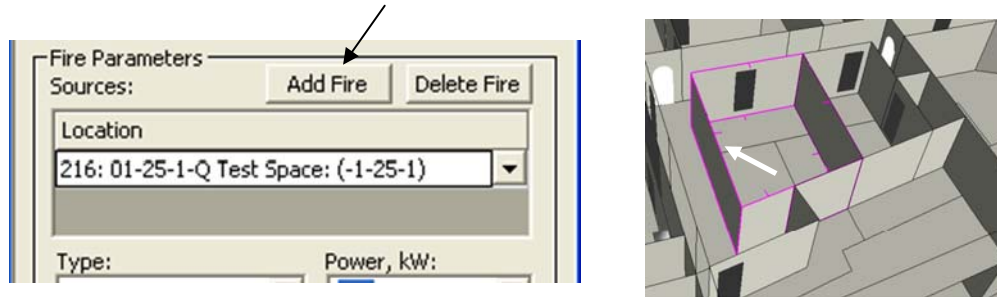 Fire Parameters
Sources: Add Fire Delete Fire
Location
216: 01-25-1-Q Test Space: (-1-25-1)
Type: Power, kW: